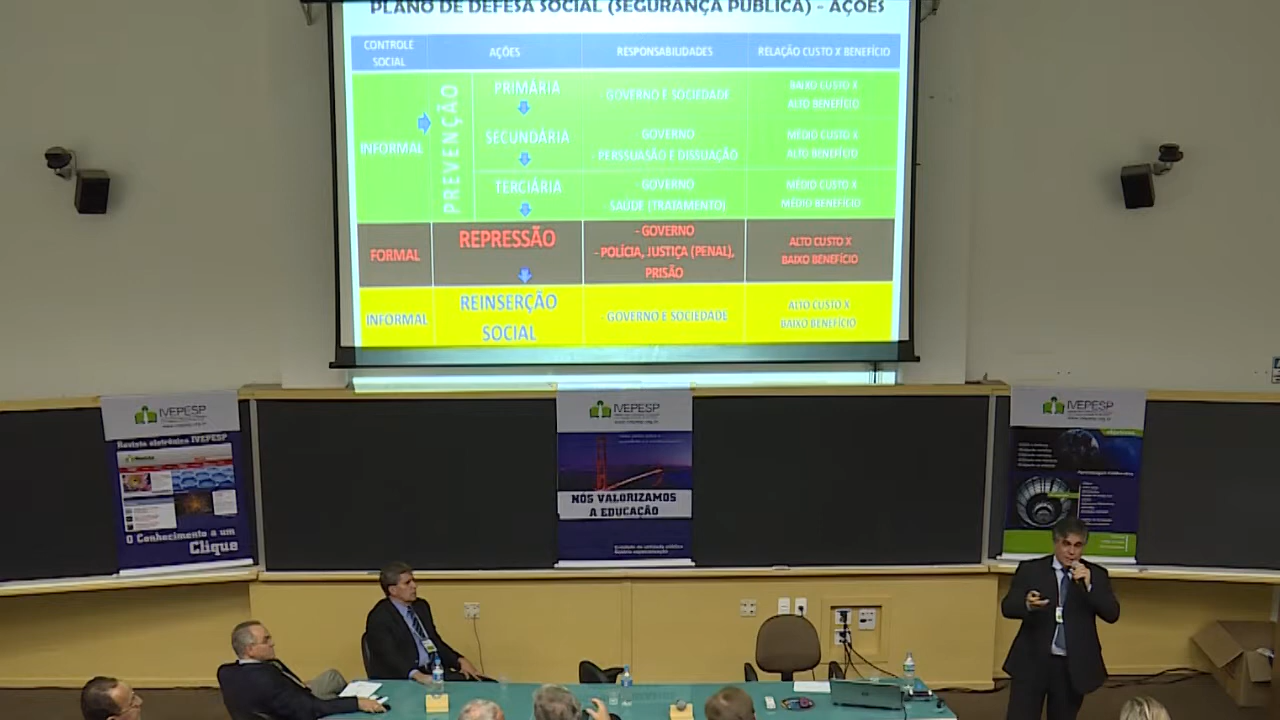 PLANO DE DEFESA SOCIAL (SEGURANÇA PÚBLICA) - AÇÕES
CONTROLE SOCIAL
AÇÕES
RESPONSABILIDADES
RELAÇÃO CUSTO X BENEFÍCIO
INFORMAL
PREVENÇÃO
PRIMÁRIA
- GOVERNO E SOCIEDADE
BAIXO CUSTO X
ALTO BENEFÍCIO
SECUNDÁRIA
- GOVERNO
- PERSSUASÃO E DISSUAÇÃO
MÉDIO CUSTO X
ALTO BENEFÍCIO
TERCIÁRIA
- GOVERNO
- SAÚDE (TRATAMENTO)
MÉDIO CUSTO X
MÉDIO BENEFÍCIO
FORMAL
REPRESSÃO
- GOVERNO
- POLÍCIA, JUSTIÇA (PENAL),
PRISÃO
ALTO CUSTO X
BAIXO BENEFÍCIO
INFORMAL
REINSERÇÃO
SOCIAL
- GOVERNO E SOCIEDADE
ALTO CUSTO X
BAIXO BENEFÍCIO
IVEPESP
Revista eletrônica IVEPESP
O Conhecimento a um
Clique
IVEPESP
NÓS VALORIZAMOS
A EDUCAÇÃO
IVEPESP